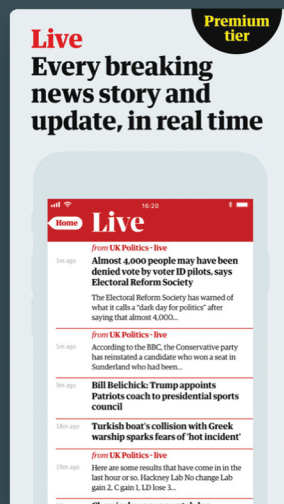 Premium
tier
Live
Every breaking
news story and
update, in real time
16:20
Home
Live
from UK Politics - live
1m ago
Almost 4,000 people may have been
denied vote by voter ID pilots, says
Electoral Reform Society
The Electoral Reform Society has warned of
what it calls a “dark day for politics” after
saying that almost 4,000...
from UK Politics - live
5m ago
According to the BBC, the Conservative party
has reinstated a candidate who won a seat in
Sunderland who had been...
9m ago
Bill Belichick: Trump appoints
Patriots coach to presidential sports
council
18m ago
Turkish boat's collision with Greek
warship sparks fears of 'hot incident'
from UK Politics - live
19m ago
Here are some results that have come in in the
last hour or so. Hackney Lab No change Lab
gain 2, C gain 1, LD lose 3...